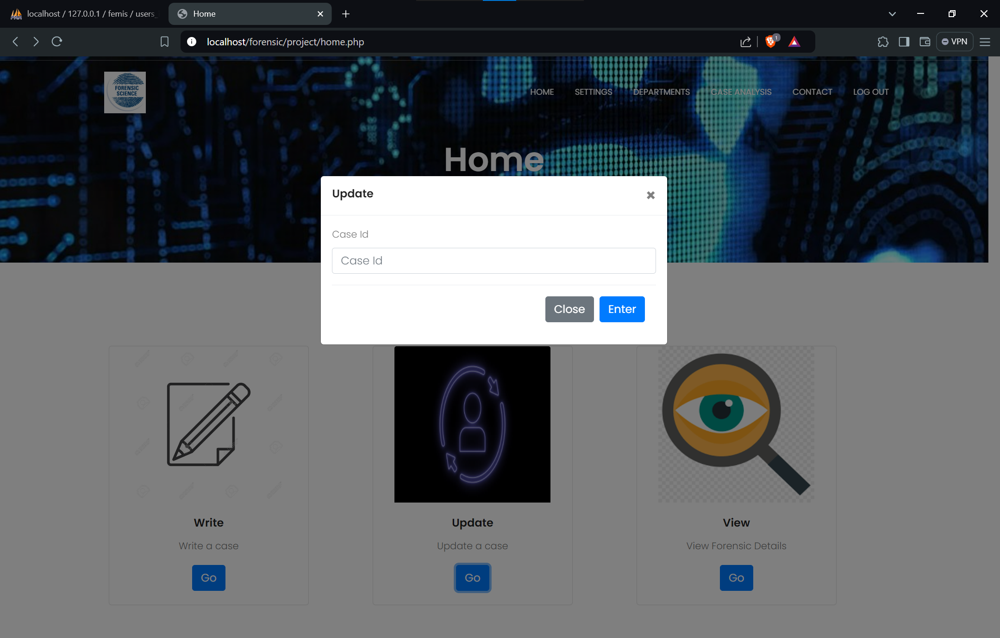 localhost / 127.0.0.1 / femis / users_
Home
localhost/forensic/project/home.php
1
VPN
FORENSIC
SCIENCE
HOME SETTINGS DEPARTMENTS CASE ANALYSIS CONTACT LOG OUT
Home
Update
Case Id
Case Id
Close Enter
Write
Write a case
Go
Update
Update a case
Go
View
View Forensic Details
Go